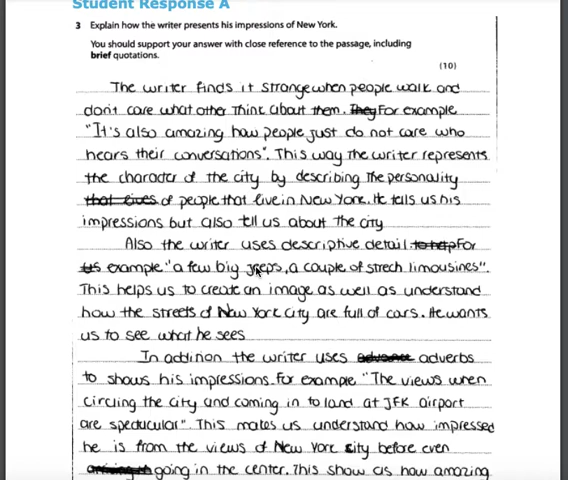 Student Response A
3 Explain how the writer presents his impressions of New York.
You should support your answer with close reference to the passage, including
brief quotations.
(10)
The writer finds it strange when people walk and
don't care what other think about them. They For example
"It's also amazing how people just do not care who
hears their conversations". This way the writer represents
the character of the city by describing the personality
that lives of people that live in New York. He tells us his
impressions but also tell us about the city
Also the writer uses descriptive detail to help For
us example "a few big jeeps, a couple of strech limousines".
This helps us to create an image as well as understand
how the streets of New York city are full of cars. He wants
us to see what he sees
In addition the writer uses adverbs
to shows his impressions. for example "The views when
circling the city and coming in to land at JFK airport
are spectacular". This makes us understand how impressed
he is from the views of New York city before even
going in the center. This show as how amazing